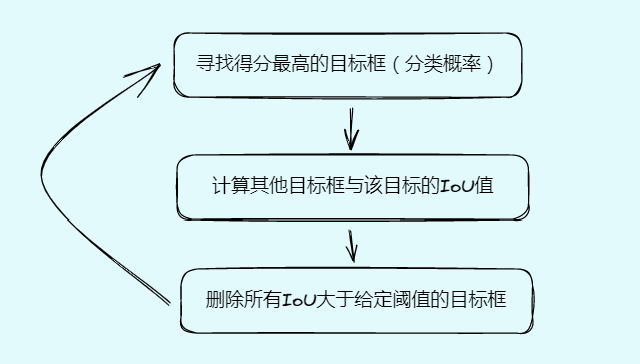 寻找得分最高的目标框（分类概率）
计算其他目标框与该目标的IoU值
删除所有IoU大于给定阈值的目标框